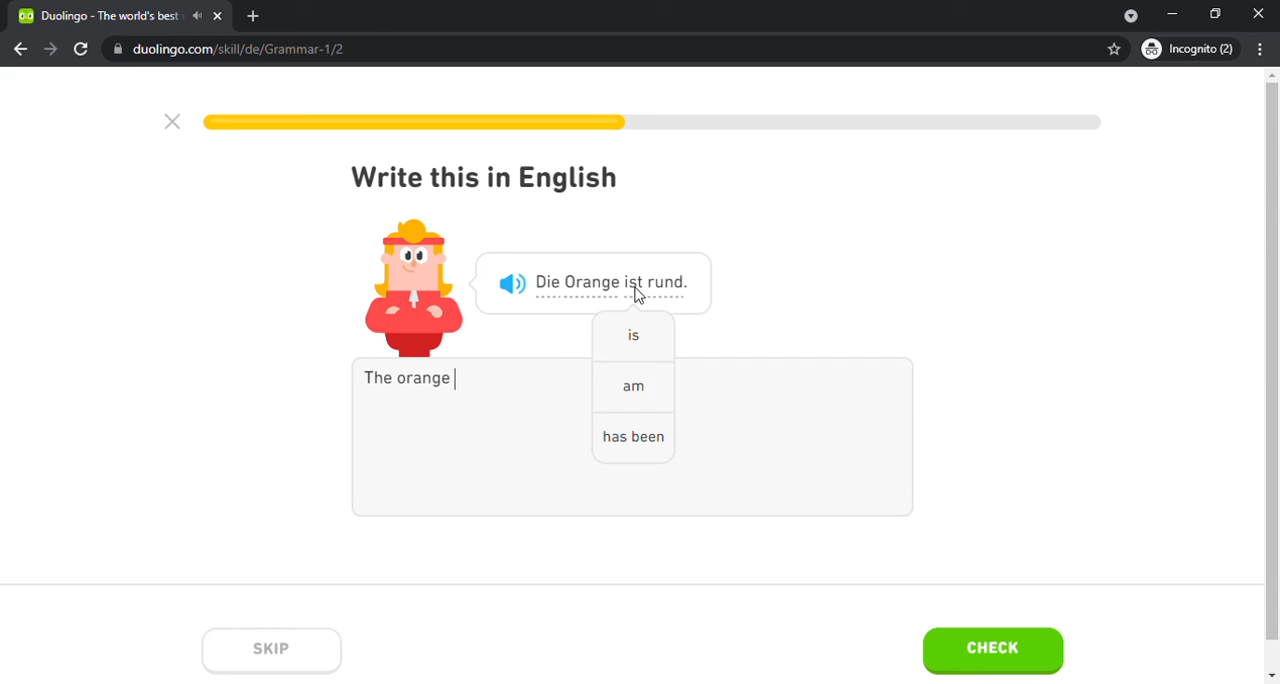 Duolingo - The world's best
duolingo.com/skill/de/Grammar-1/2
Incognito (2)
Write this in English
Die Orange ist rund.
is
am
has been
The orange
SKIP
CHECK